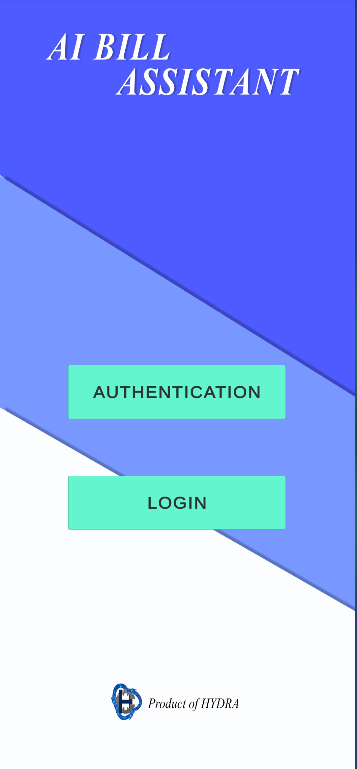 AI BILL
ASSISTANT
AUTHENTICATION
LOGIN
H
Product of HYDRA